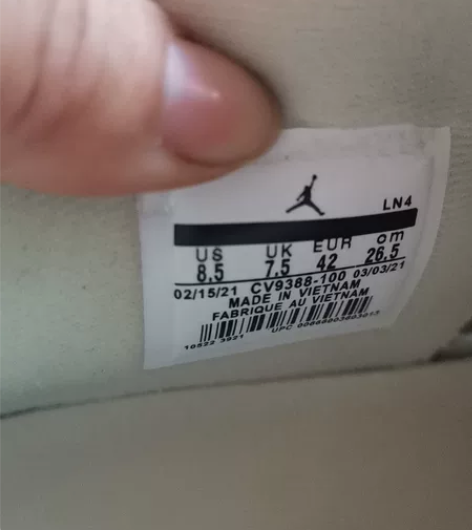 LN4
US UK EUR cm
8.5 7.5 42 26.5
02/15/21 CV9388-100 03/03/21
MADE IN VIETNAM
FABRIQUE AU VIETNAM
UPC